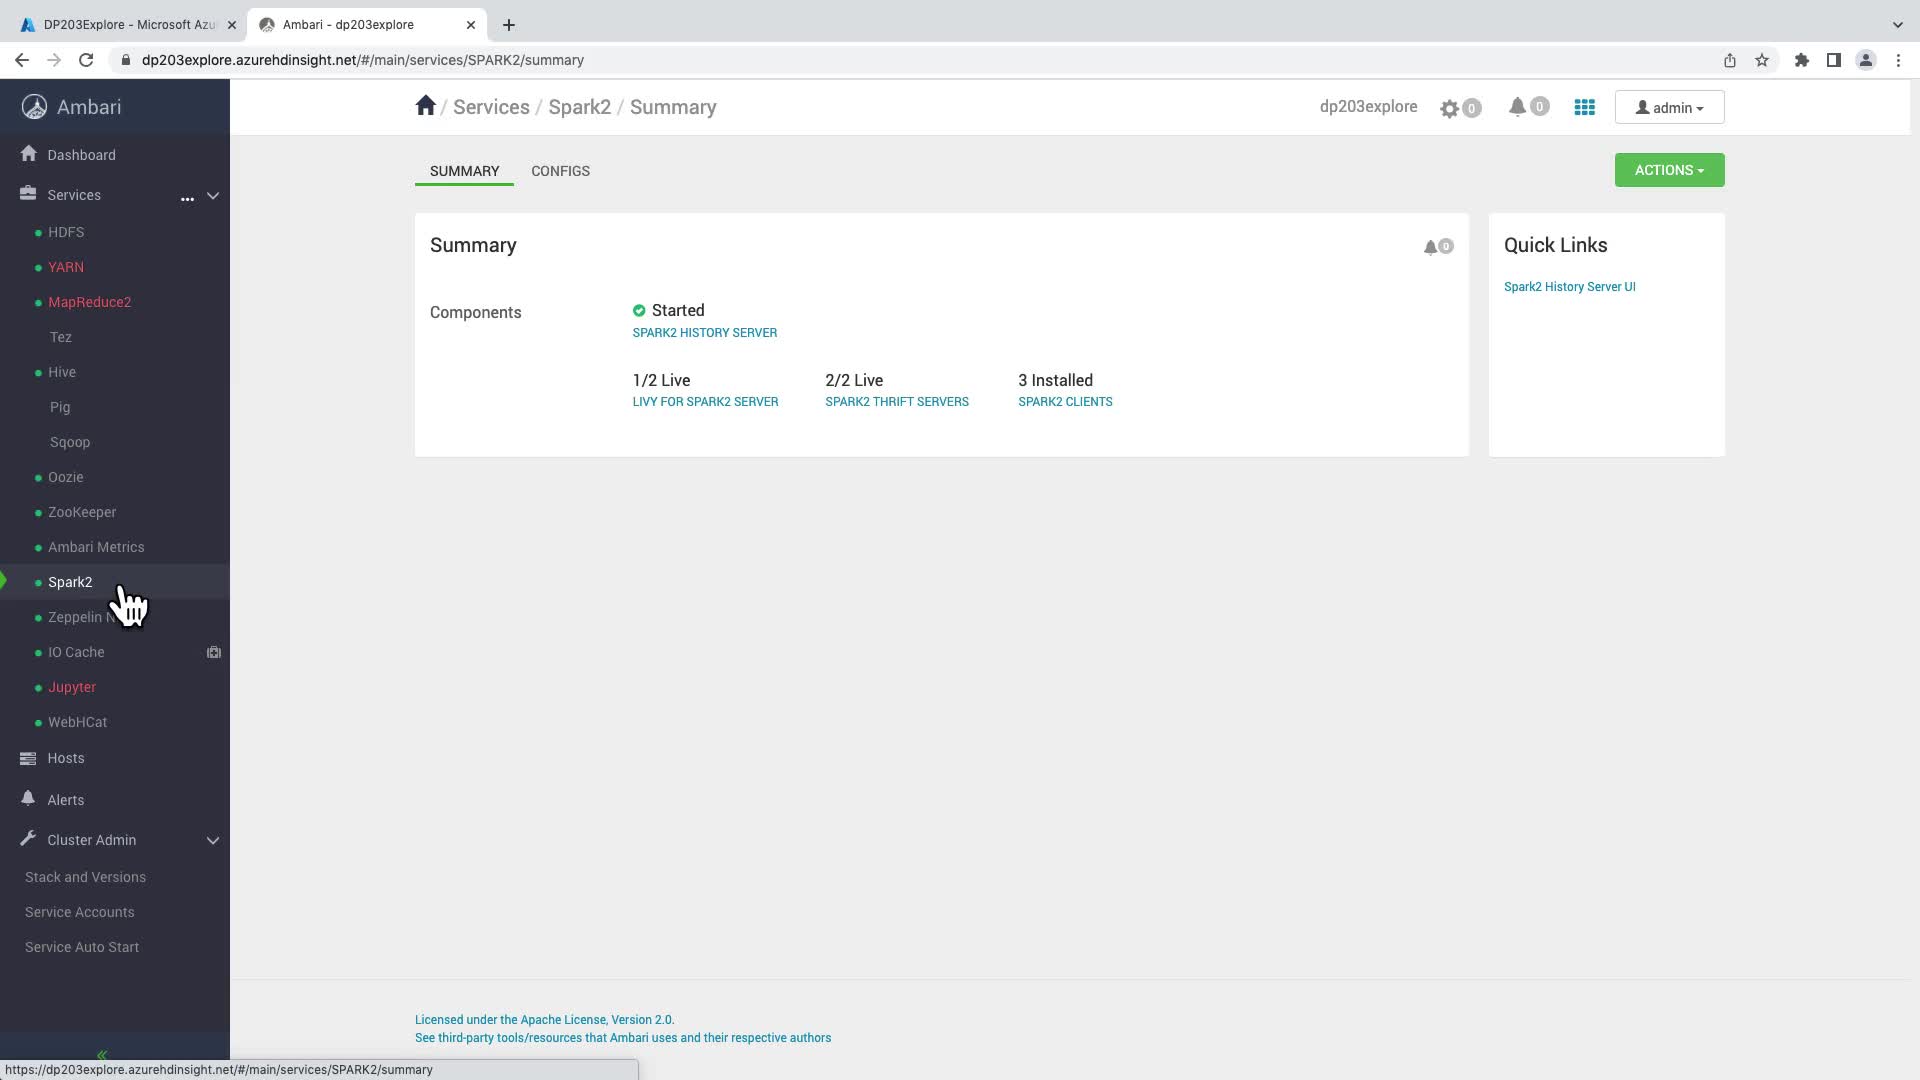 DP203Explore - Microsoft Azu
Ambari - dp203explore
dp203explore.azurehdinsight.net/#/main/services/SPARK2/summary
Ambari
/ Services / Spark2 / Summary
dp203explore
0
0
admin
Dashboard
Services
...
HDFS
YARN
MapReduce2
Tez
Hive
Pig
Sqoop
Oozie
ZooKeeper
Ambari Metrics
Spark2
Zeppelin N
IO Cache
Jupyter
WebHCat
Hosts
Alerts
Cluster Admin
Stack and Versions
Service Accounts
Service Auto Start
«
SUMMARY
CONFIGS
ACTIONS
Summary
0
Components
Started
SPARK2 HISTORY SERVER
1/2 Live
LIVY FOR SPARK2 SERVER
2/2 Live
SPARK2 THRIFT SERVERS
3 Installed
SPARK2 CLIENTS
Quick Links
Spark2 History Server UI
Licensed under the Apache License, Version 2.0.
See third-party tools/resources that Ambari uses and their respective authors
https://dp203explore.azurehdinsight.net/#/main/services/SPARK2/summary